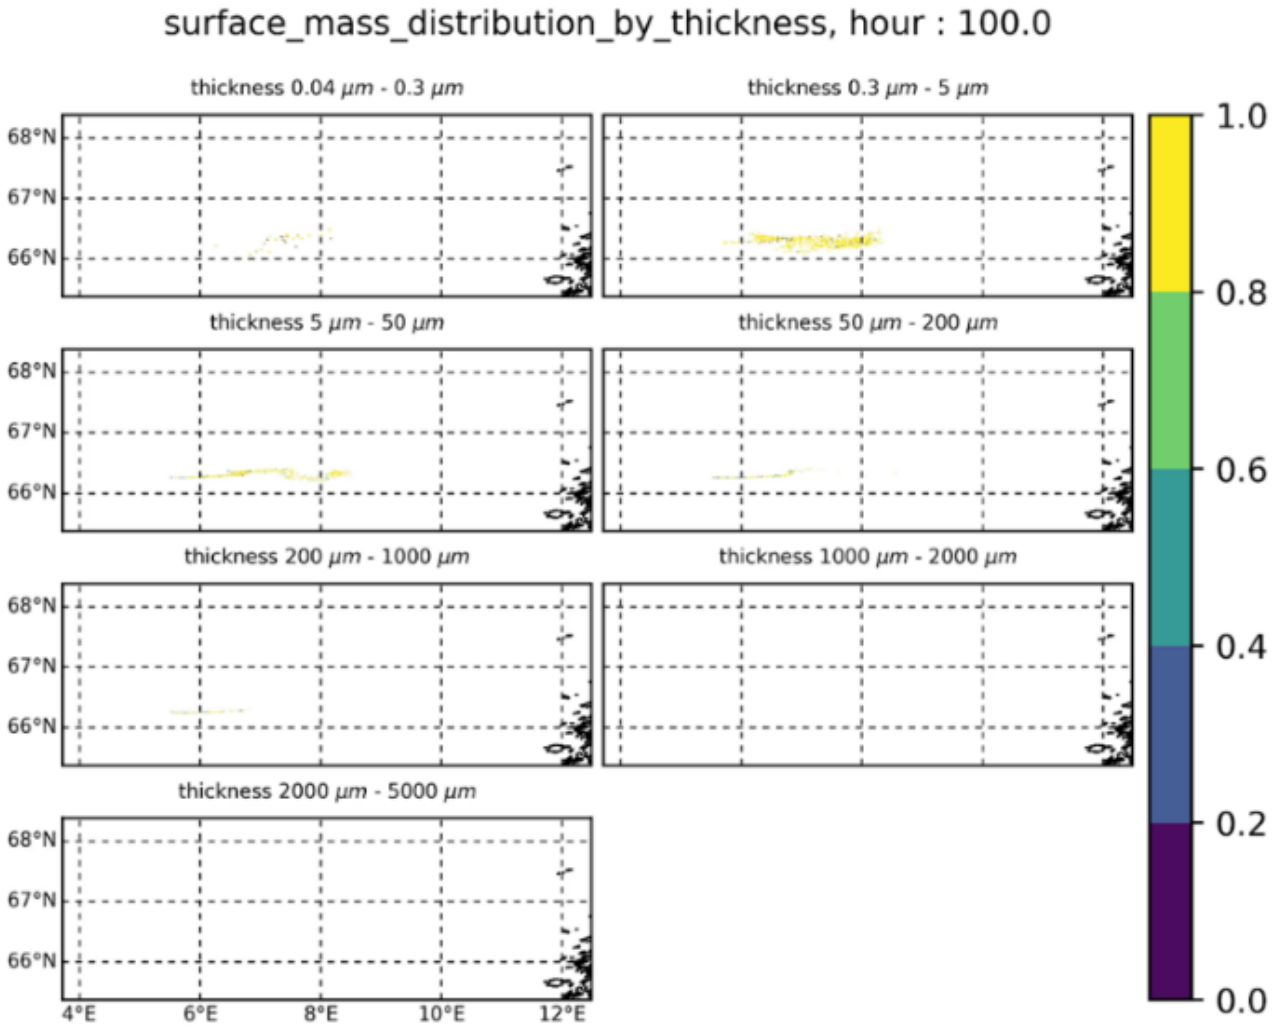 surface_mass_distribution_by_thickness, hour : 100.0
thickness 0.04 μm - 0.3 μm
thickness 0.3 μm - 5 μm
68°N
67°N
66°N
thickness 5 μm - 50 μm
thickness 50 μm - 200 μm
68°N
67°N
66°N
thickness 200 μm - 1000 μm
thickness 1000 μm - 2000 μm
68°N
67°N
66°N
thickness 2000 μm - 5000 μm
68°N
67°N
66°N
4°E 6°E 8°E 10°E 12°E
1.0
0.8
0.6
0.4
0.2
0.0